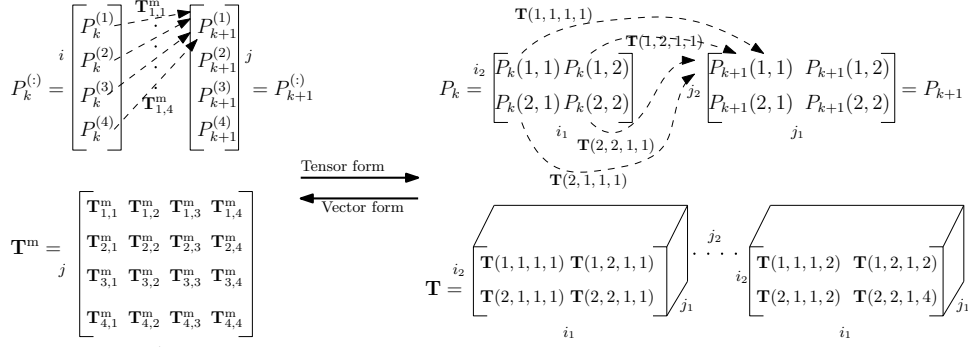 T^m_{1,1}
i
P_k^{(:)} = [P_k^{(1)} P_k^{(2)} P_k^{(3)} P_k^{(4)}]
T^m_{1,4}
[P_{k+1}^{(1)} P_{k+1}^{(2)} P_{k+1}^{(3)} P_{k+1}^{(4)}] = P_{k+1}^{(:)}
j
T(1,1,1,1)
T(1,2,1,1)
P_k = i_2 [P_k(1,1) P_k(1,2)
P_k(2,1) P_k(2,2)]
i_1
j_2 [P_{k+1}(1,1) P_{k+1}(1,2)
P_{k+1}(2,1) P_{k+1}(2,2)] = P_{k+1}
j_1
T(2,2,1,1)
T(2,1,1,1)
Tensor form
Vector form
T^m =
j
T^m_{1,1} T^m_{1,2} T^m_{1,3} T^m_{1,4}
T^m_{2,1} T^m_{2,2} T^m_{2,3} T^m_{2,4}
T^m_{3,1} T^m_{3,2} T^m_{3,3} T^m_{3,4}
T^m_{4,1} T^m_{4,2} T^m_{4,3} T^m_{4,4}
T =
i_2
T(1,1,1,1) T(1,2,1,1)
T(2,1,1,1) T(2,2,1,1)
i_1
j_1
j_2
. . . .
i_2
T(1,1,1,2) T(1,2,1,2)
T(2,1,1,2) T(2,2,1,4)
i_1
j_1